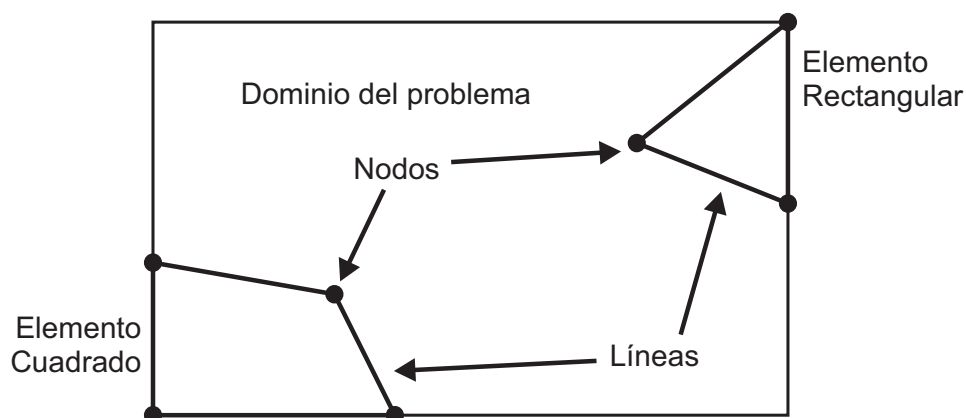 Elemento
Rectangular
Dominio del problema
Nodos
Elemento
Cuadrado
Líneas